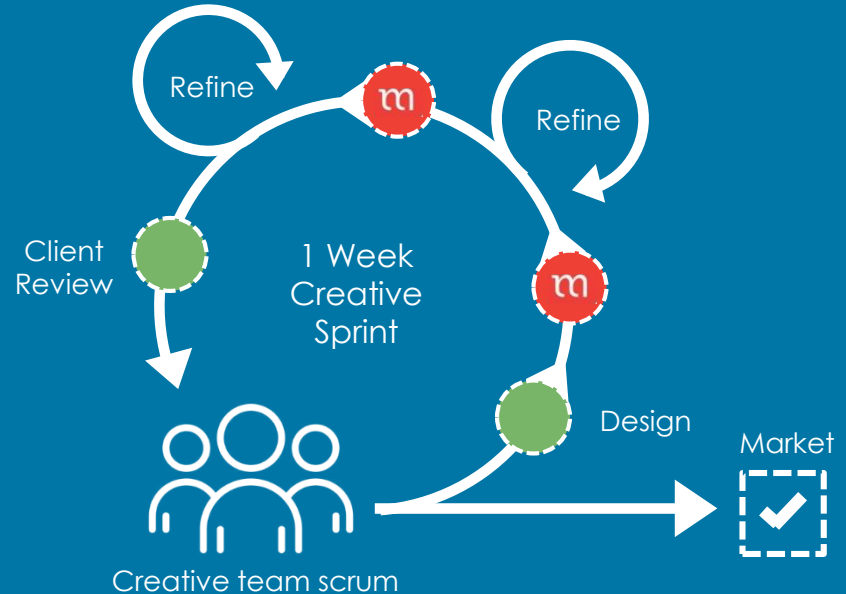 Refine
m
Refine
Client
Review
1 Week
Creative
Sprint
m
Design
Market
Creative team scrum